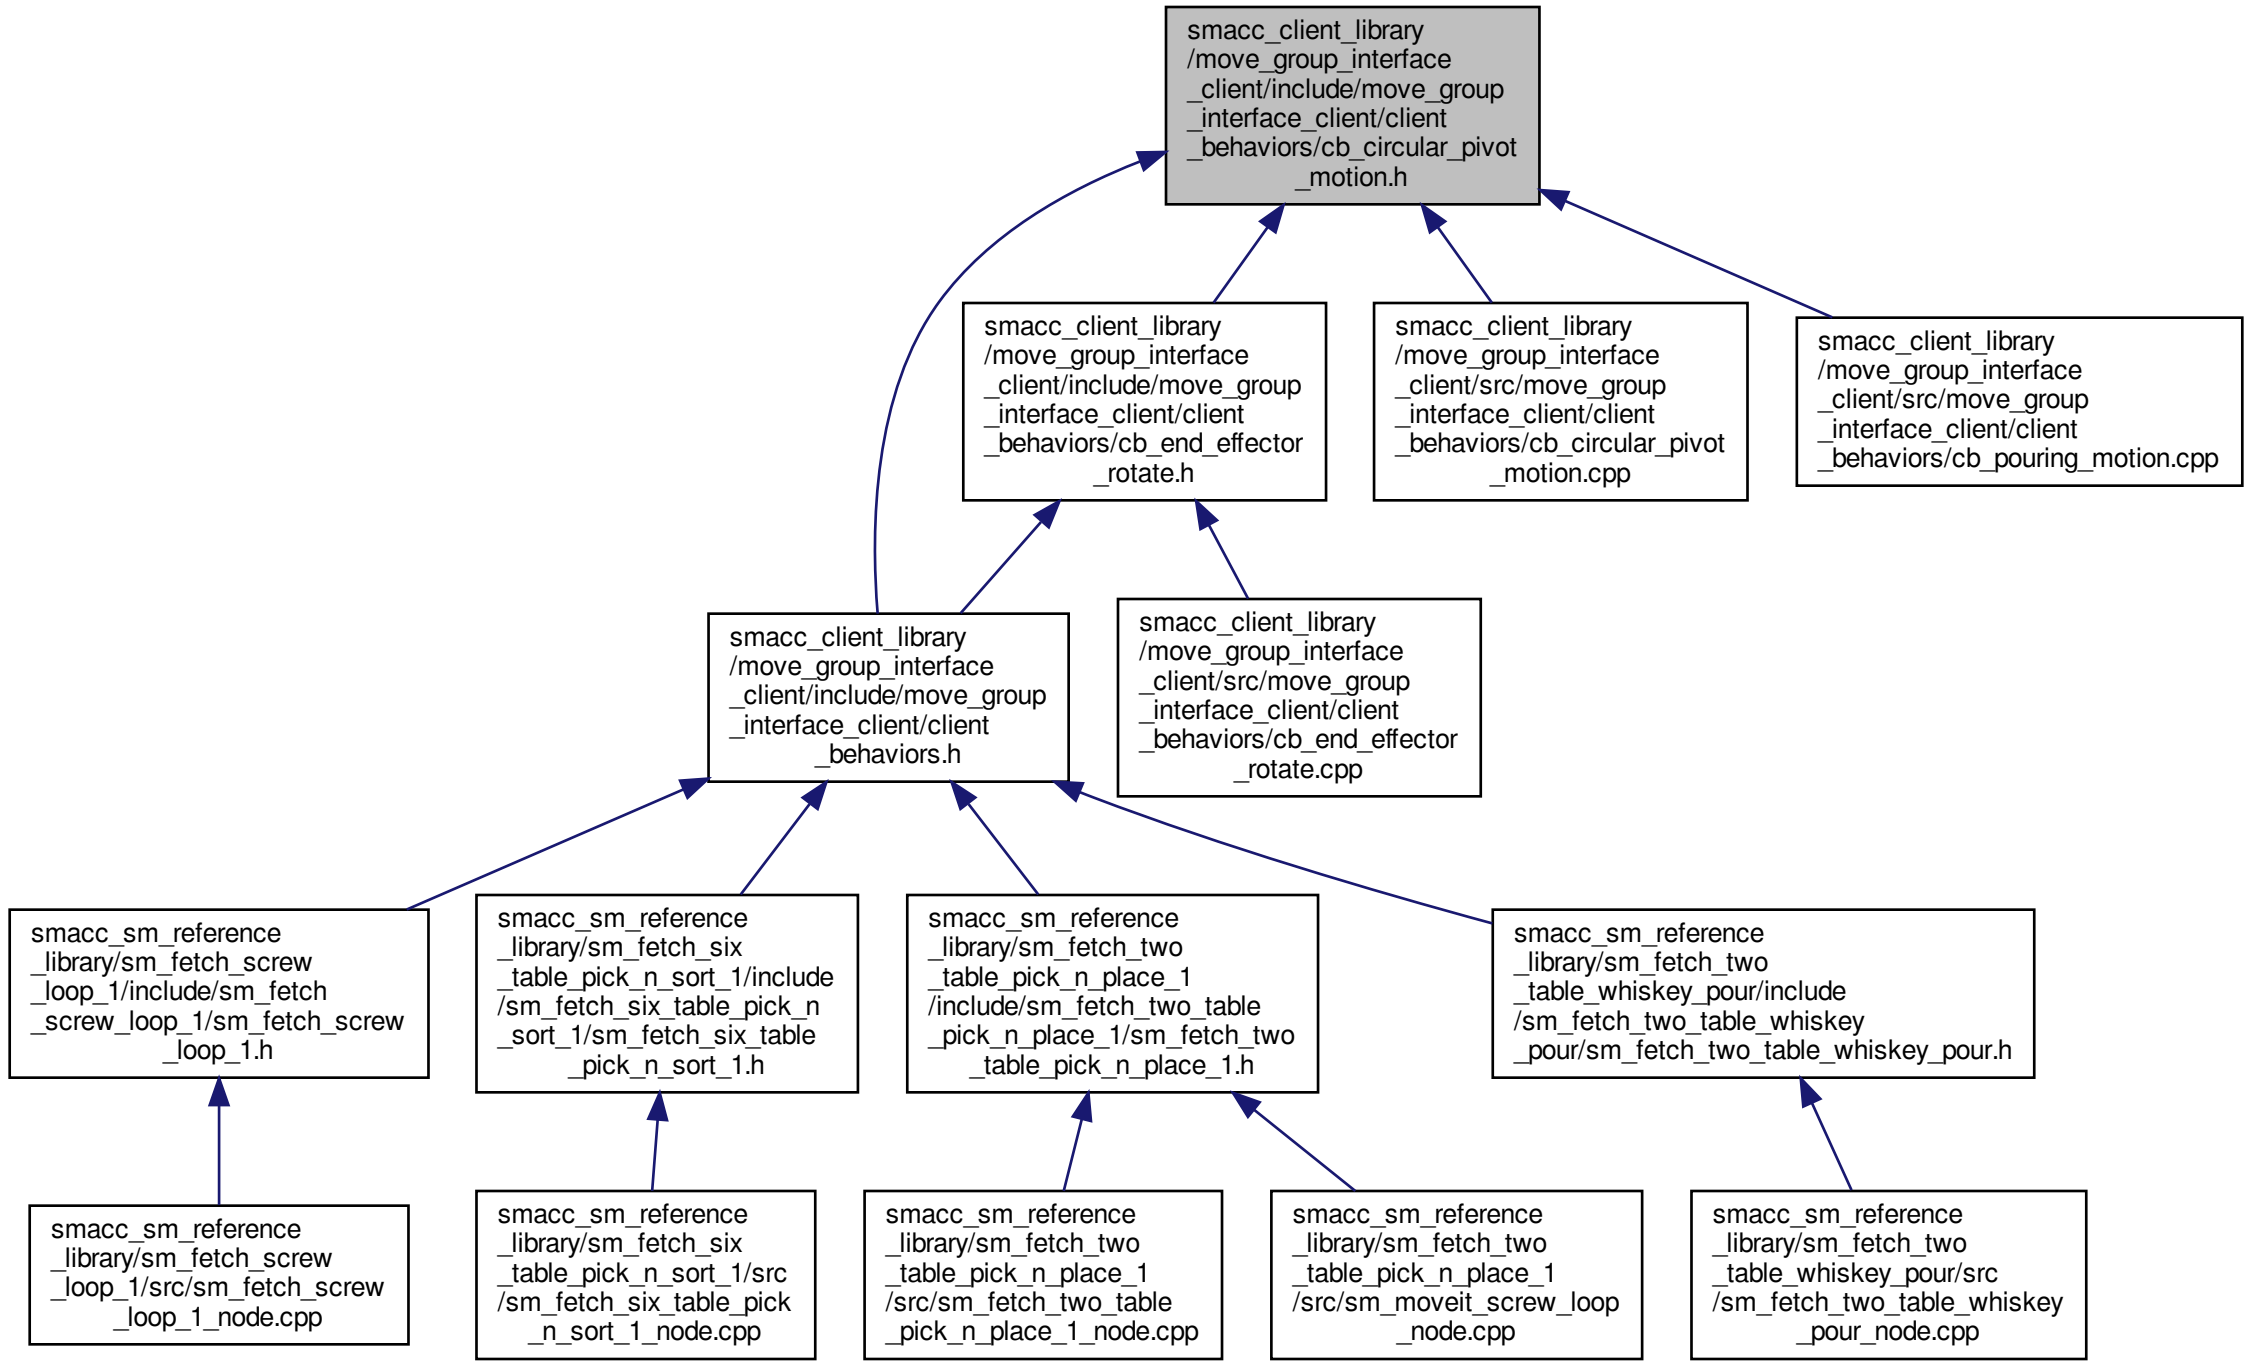 smacc_client_library
/move_group_interface
_client/include/move_group
_interface_client/client
_behaviors/cb_circular_pivot
_motion.h
smacc_client_library
/move_group_interface
_client/include/move_group
_interface_client/client
_behaviors/cb_end_effector
_rotate.h
smacc_client_library
/move_group_interface
_client/src/move_group
_interface_client/client
_behaviors/cb_circular_pivot
_motion.cpp
smacc_client_library
/move_group_interface
_client/src/move_group
_interface_client/client
_behaviors/cb_pouring_motion.cpp
smacc_client_library
/move_group_interface
_client/include/move_group
_interface_client/client
_behaviors.h
smacc_client_library
/move_group_interface
_client/src/move_group
_interface_client/client
_behaviors/cb_end_effector
_rotate.cpp
smacc_sm_reference
_library/sm_fetch_screw
_loop_1/include/sm_fetch
_screw_loop_1/sm_fetch_screw
_loop_1.h
smacc_sm_reference
_library/sm_fetch_six
_table_pick_n_sort_1/include
/sm_fetch_six_table_pick_n
_sort_1/sm_fetch_six_table
_pick_n_sort_1.h
smacc_sm_reference
_library/sm_fetch_two
_table_pick_n_place_1
/include/sm_fetch_two_table
_pick_n_place_1/sm_fetch_two
_table_pick_n_place_1.h
smacc_sm_reference
_library/sm_fetch_two
_table_whiskey_pour/include
/sm_fetch_two_table_whiskey
_pour/sm_fetch_two_table_whiskey_pour.h
smacc_sm_reference
_library/sm_fetch_screw
_loop_1/src/sm_fetch_screw
_loop_1_node.cpp
smacc_sm_reference
_library/sm_fetch_six
_table_pick_n_sort_1/src
/sm_fetch_six_table_pick
_n_sort_1_node.cpp
smacc_sm_reference
_library/sm_fetch_two
_table_pick_n_place_1
/src/sm_fetch_two_table
_pick_n_place_1_node.cpp
smacc_sm_reference
_library/sm_fetch_two
_table_pick_n_place_1
/src/sm_moveit_screw_loop
_node.cpp
smacc_sm_reference
_library/sm_fetch_two
_table_whiskey_pour/src
/sm_fetch_two_table_whiskey
_pour_node.cpp